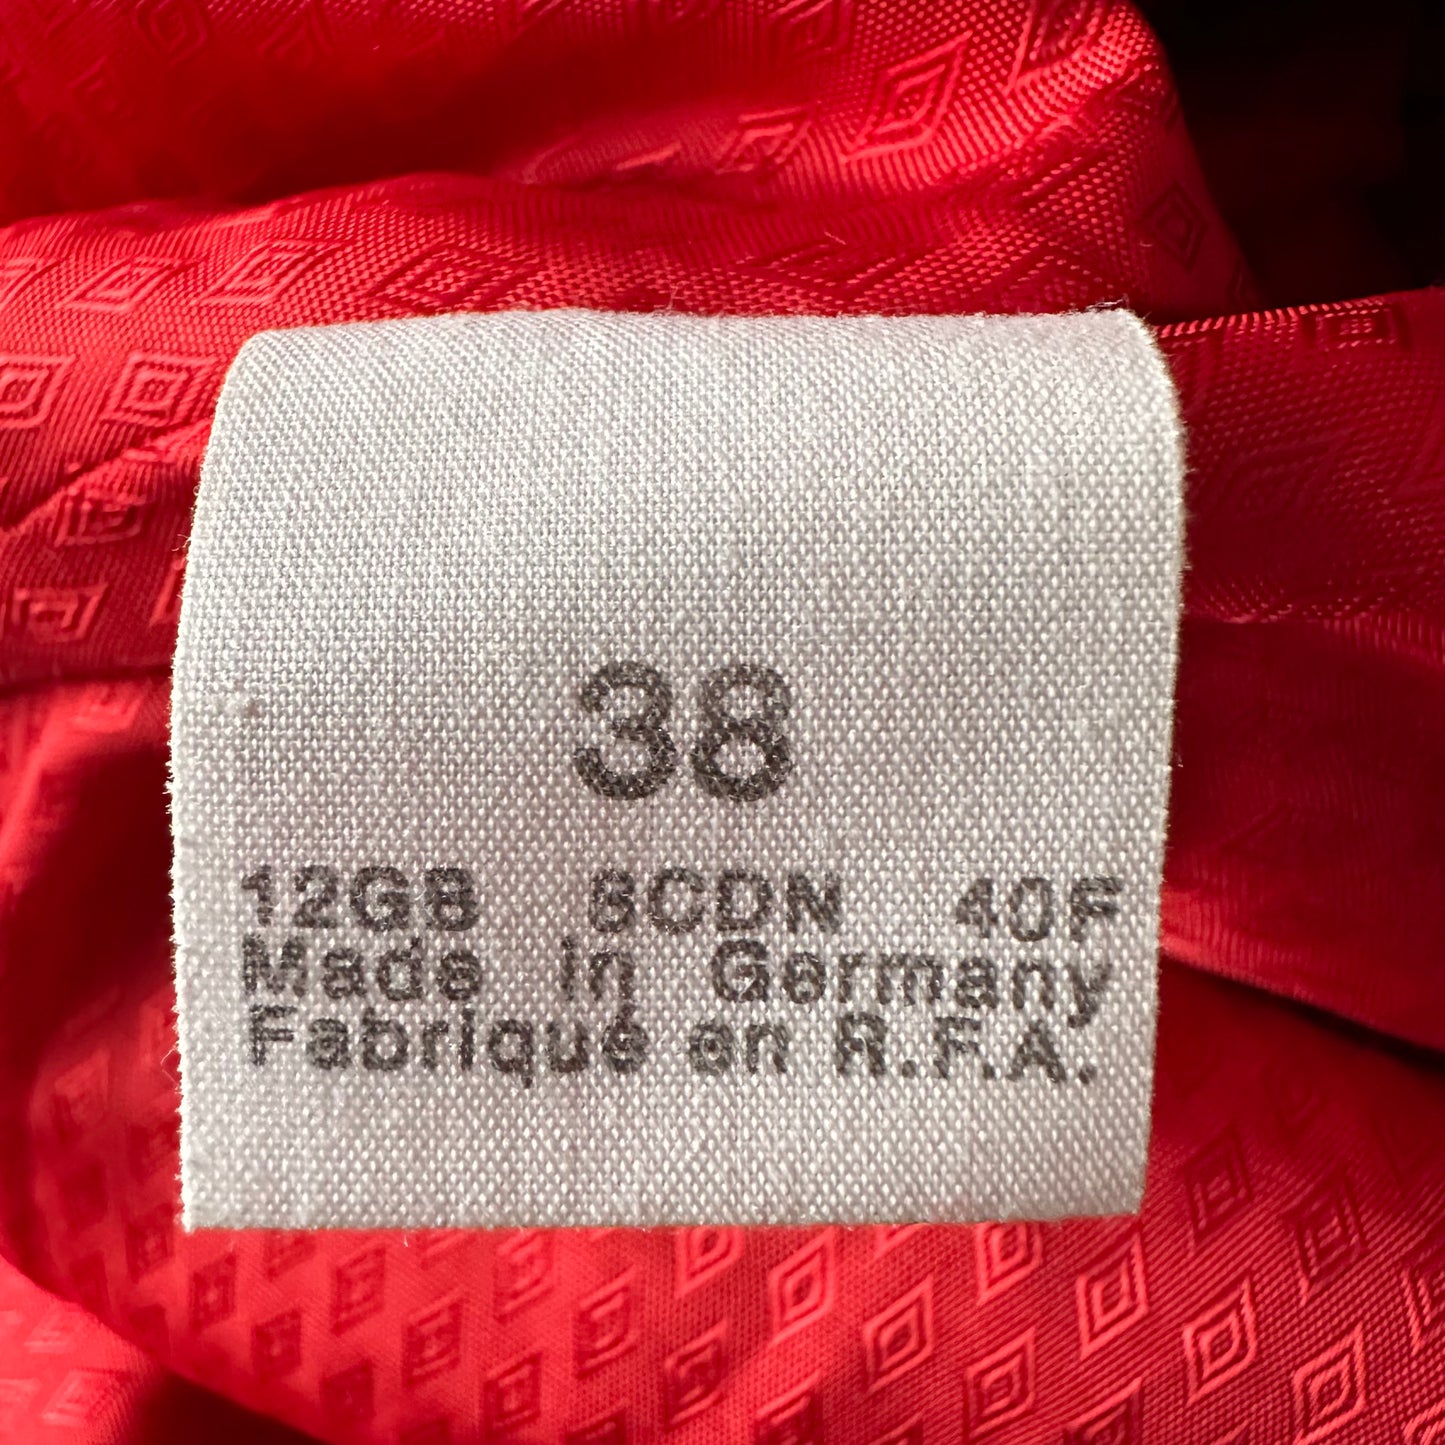 38
12GB 8CDN 40F
Made in Germany
Fabriqué en R.F.A.